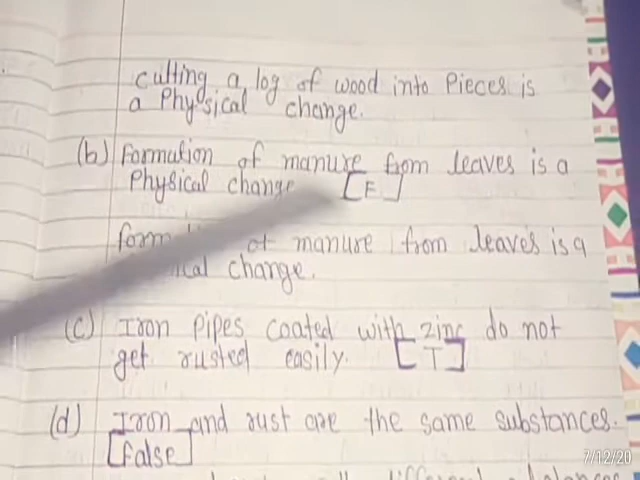 cutting a log of wood into pieces is
a Physical change.
(b) Formation of manure from leaves is a
Physical change [F]
of manure from leaves is a
change.
(c) Iron pipes coated with zinc do not
get rusted easily. [T]
(d) Iron and rust are the same substances.
[false]
7/12/20